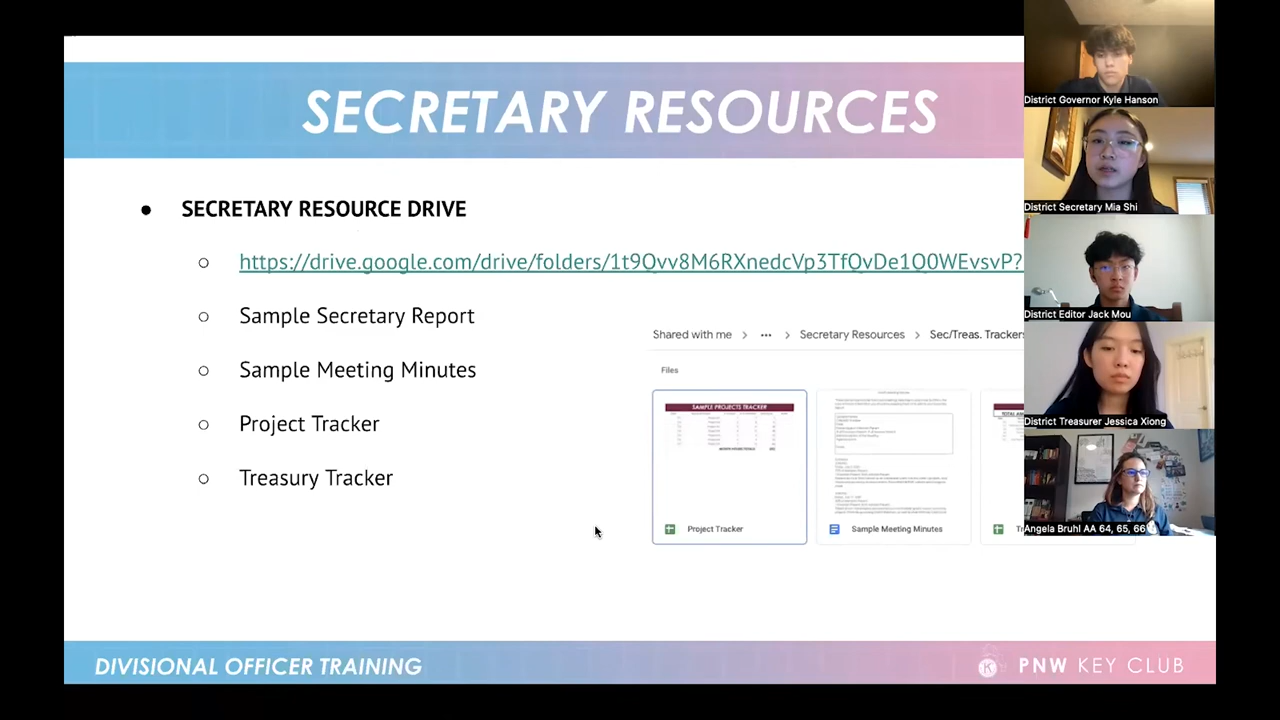 SECRETARY RESOURCES
SECRETARY RESOURCE DRIVE
https://drive.google.com/drive/folders/1t9Qvv8M6RXnedcVp3TfQvDe1Q0WEvsvP?
Sample Secretary Report
Sample Meeting Minutes
Project Tracker
Treasury Tracker
Shared with me > ••• > Secretary Resources > Sec/Treas. Trackers
Files
SAMPLE PROJECTS TRACKER
Project Tracker
Sample Meeting Minutes
District Governor Kyle Hanson
District Secretary Mia Shi
District Editor Jack Mou
District Treasurer Jessica Xiong
Angela Bruhl AA 64, 65, 66
DIVISIONAL OFFICER TRAINING
K
PNW KEY CLUB